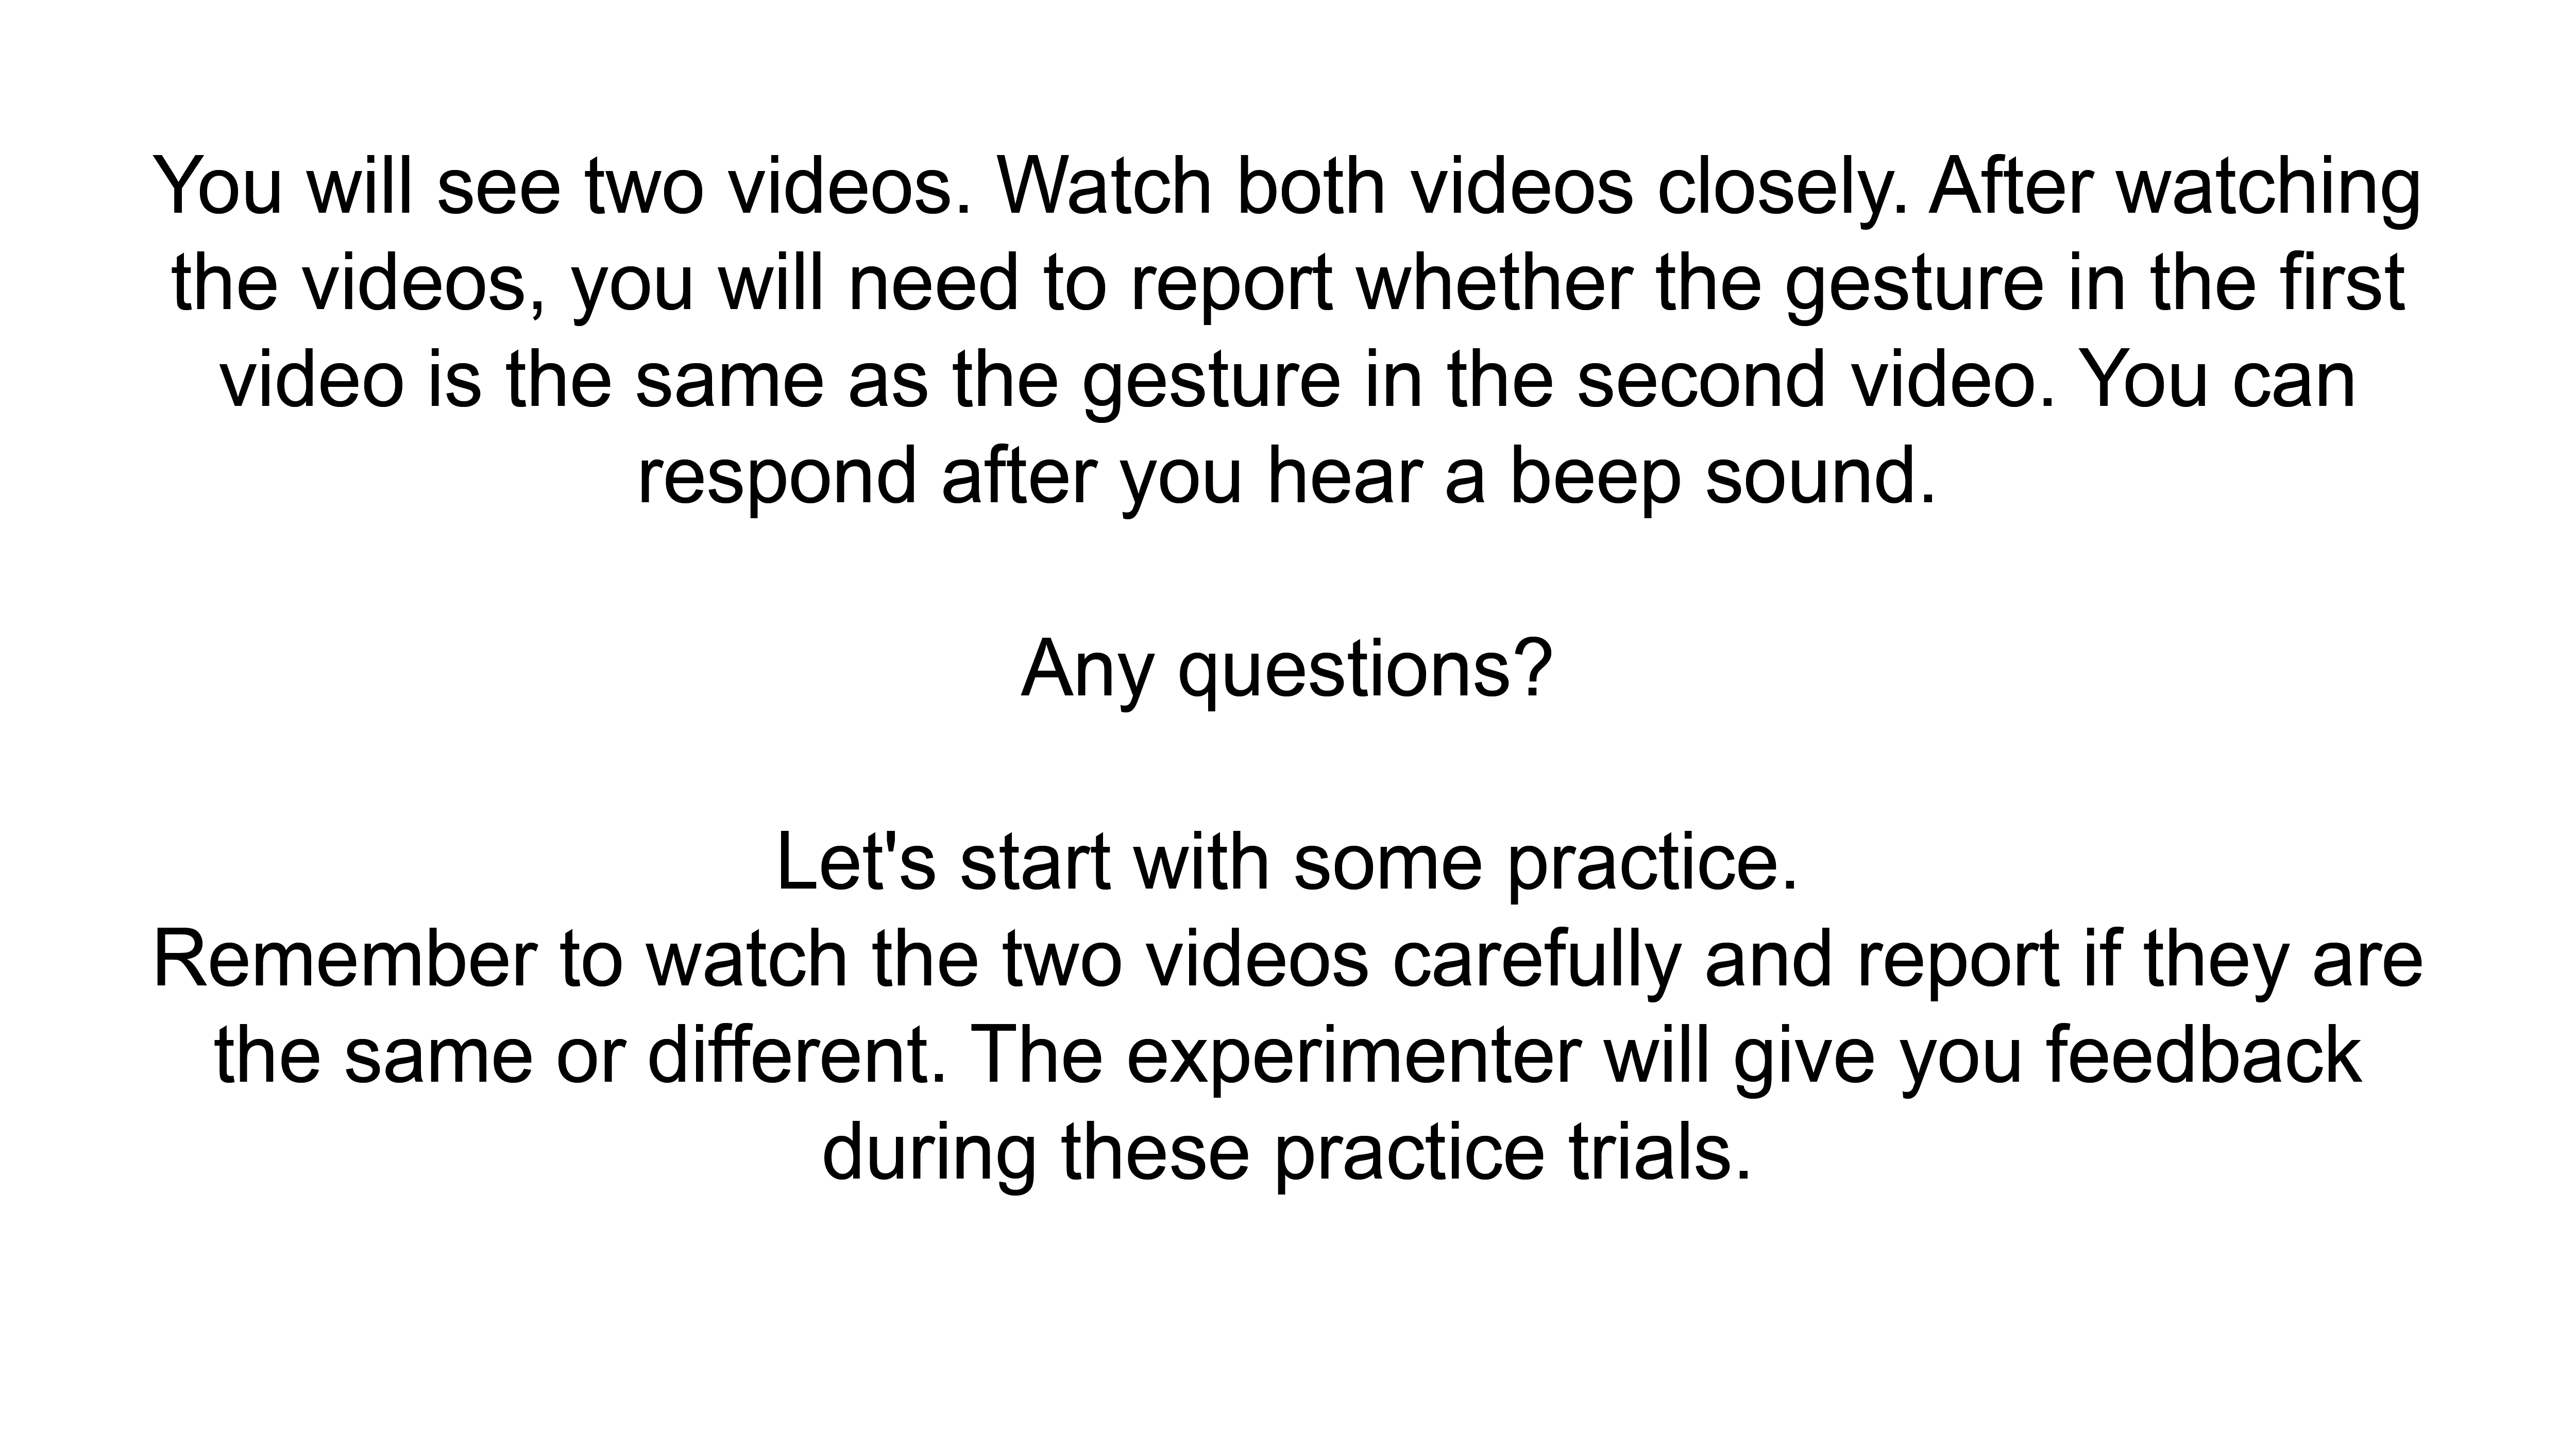 You will see two videos. Watch both videos closely. After watching
the videos, you will need to report whether the gesture in the first
video is the same as the gesture in the second video. You can
respond after you hear a beep sound.
Any questions?
Let's start with some practice.
Remember to watch the two videos carefully and report if they are
the same or different. The experimenter will give you feedback
during these practice trials.